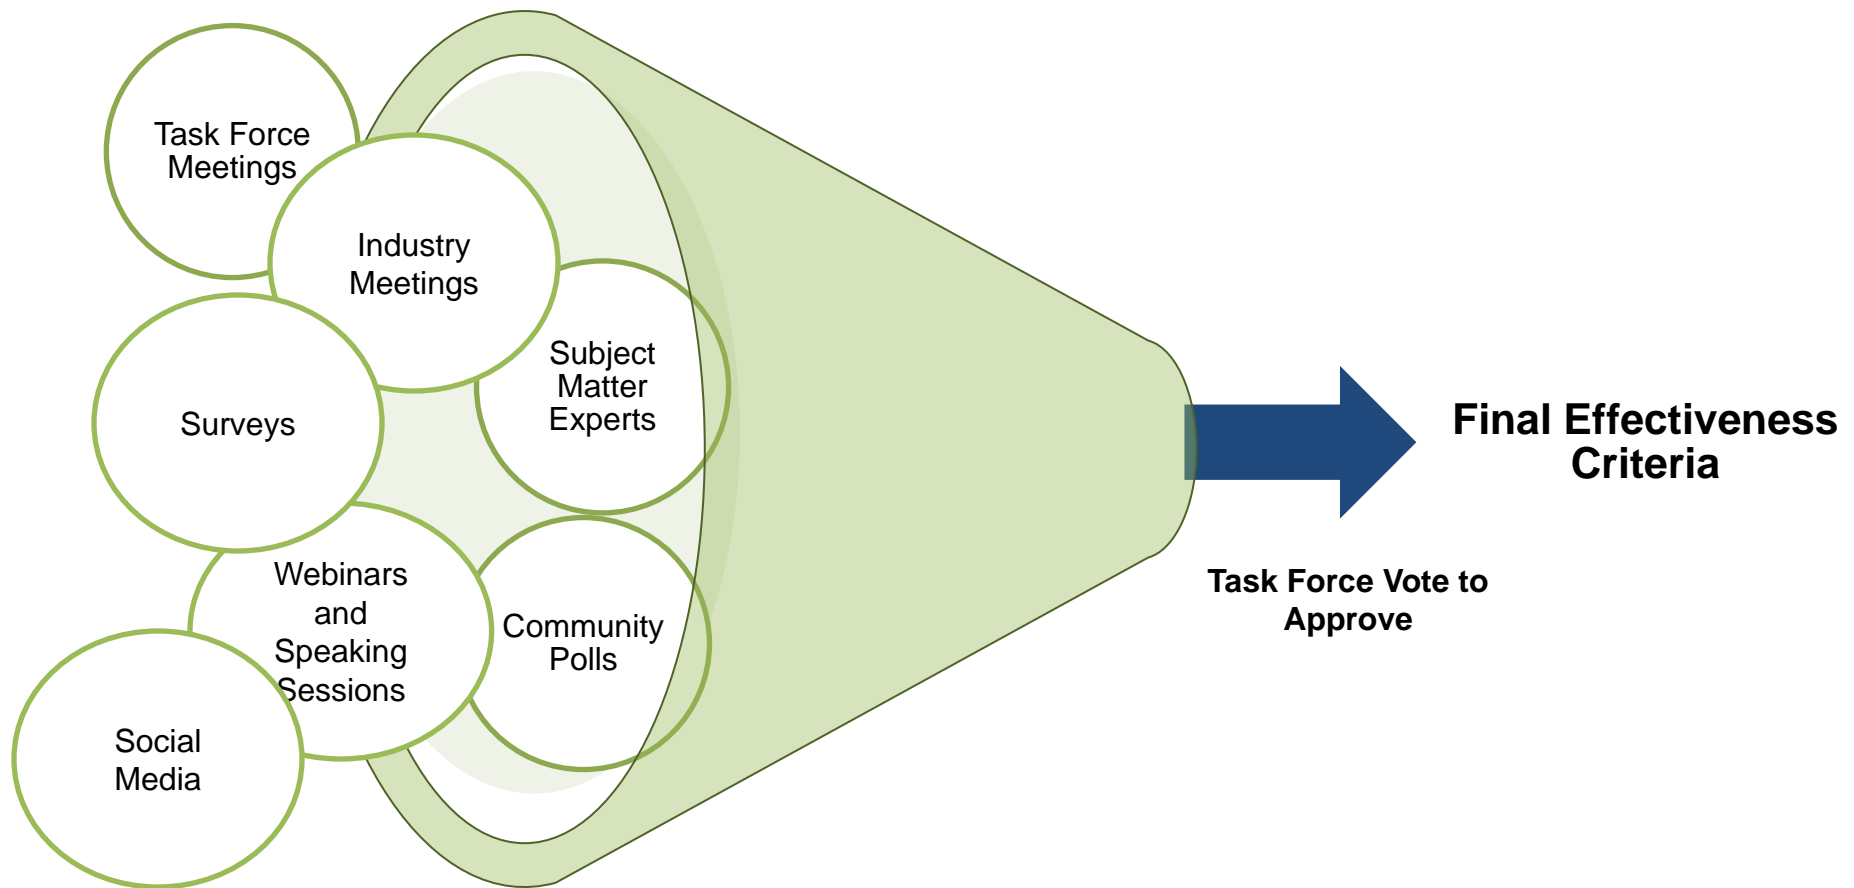 Task Force
Meetings
Industry
Meetings
Subject
Matter
Experts
Surveys
Webinars
and
Speaking
Sessions
Community
Polls
Social
Media
Final Effectiveness
Criteria
Task Force Vote to
Approve